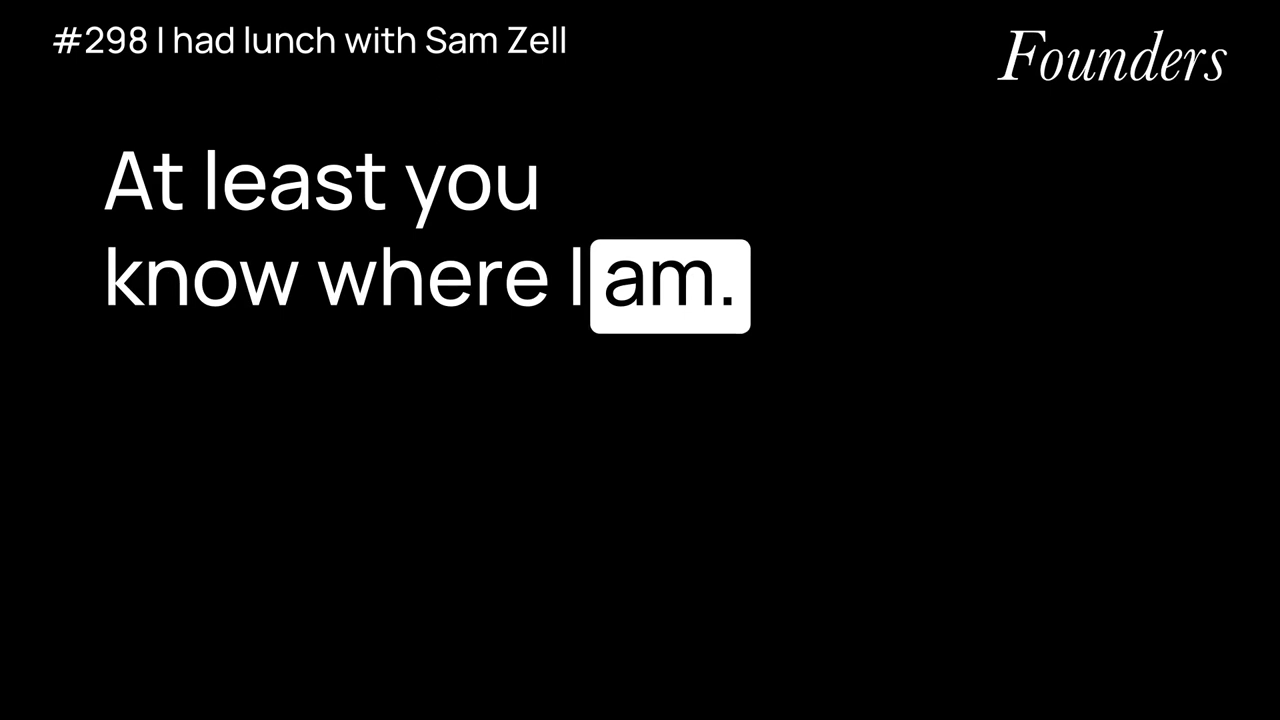 #298 I had lunch with Sam Zell
Founders
At least you
know where I am.